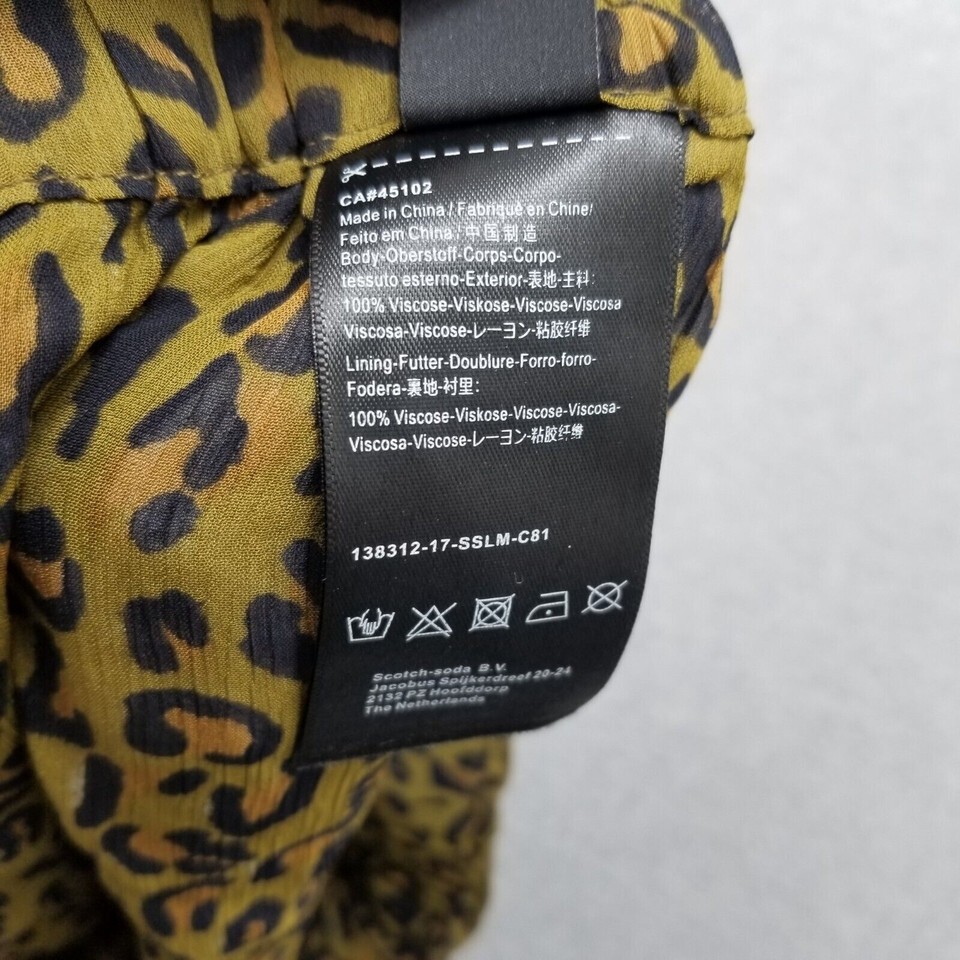 CA#45102
Made in China / Fabriqué en Chine/
Feito em China / 中国制造
Body-Oberstoff-Corps-Corpo-
tessuto esterno-Exterior-表地-主料:
100% Viscose-Viskose-Viscose-Viscosa
Viscosa-Viscose-レーヨン-粘胶纤维
Lining-Futter-Doublure-Forro-forro-
Fodera-裏地-衬里:
100% Viscose-Viskose-Viscose-Viscosa-
Viscosa-Viscose-レーヨン-粘胶纤维
138312-17-SSLM-C81
Scotch-soda B.V.
Jacobus Spijkerdreef 20-24
2132 PZ Hoofddorp
The Netherlands